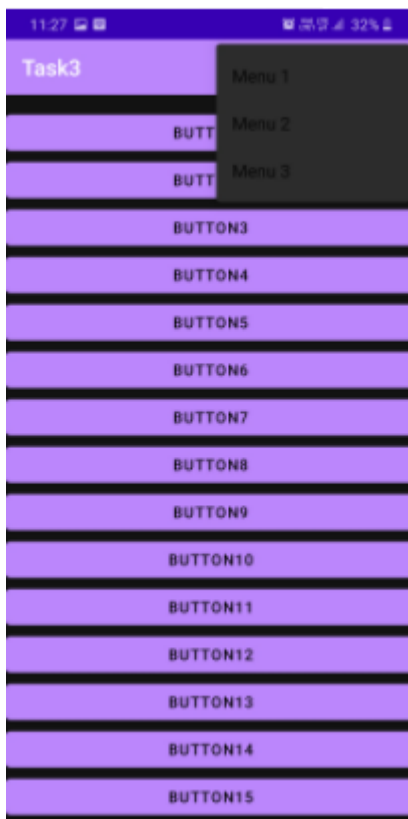 11:27 32%
Task3
Menu 1
BUTT Menu 2
BUTT Menu 3
BUTTON3
BUTTON4
BUTTON5
BUTTON6
BUTTON7
BUTTON8
BUTTON9
BUTTON10
BUTTON11
BUTTON12
BUTTON13
BUTTON14
BUTTON15